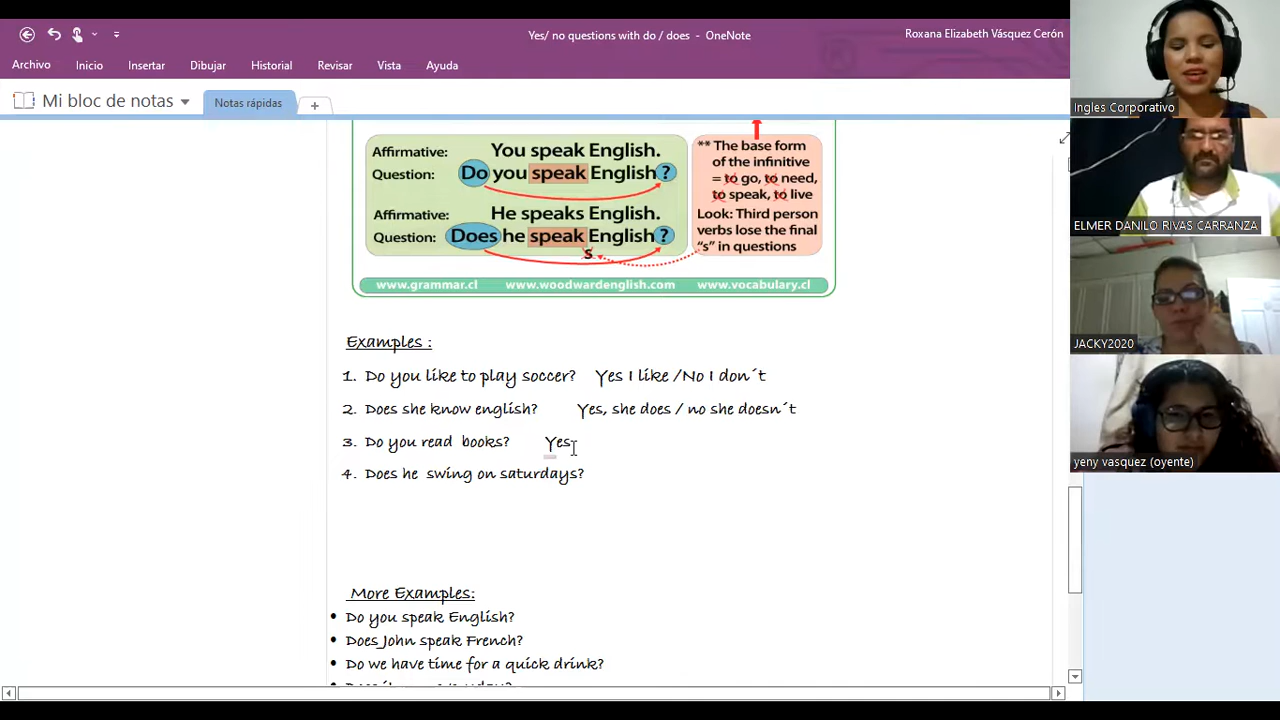 Yes/ no questions with do / does - OneNote
Roxana Elizabeth Vásquez Cerón
Archivo Inicio Insertar Dibujar Historial Revisar Vista Ayuda
Mi bloc de notas
Notas rápidas
+
Affirmative: You speak English.
Question: Do you speak English ?
Affirmative: He speaks English.
Question: Does he speak English ?
s
** The base form
of the infinitive
= to go, to need,
to speak, to live
Look: Third person
verbs lose the final
"s" in questions
www.grammar.cl www.woodwardenglish.com www.vocabulary.cl
Examples :
1. Do you like to play soccer? Yes I like /No I don´t
2. Does she know english? Yes, she does / no she doesn´t
3. Do you read books? Yes
4. Does he swing on saturdays?
More Examples:
• Do you speak English?
• Does John speak French?
• Do we have time for a quick drink?
Ingles Corporativo
ELMER DANILO RIVAS CARRANZA
JACKY2020
yeny vasquez (oyente)